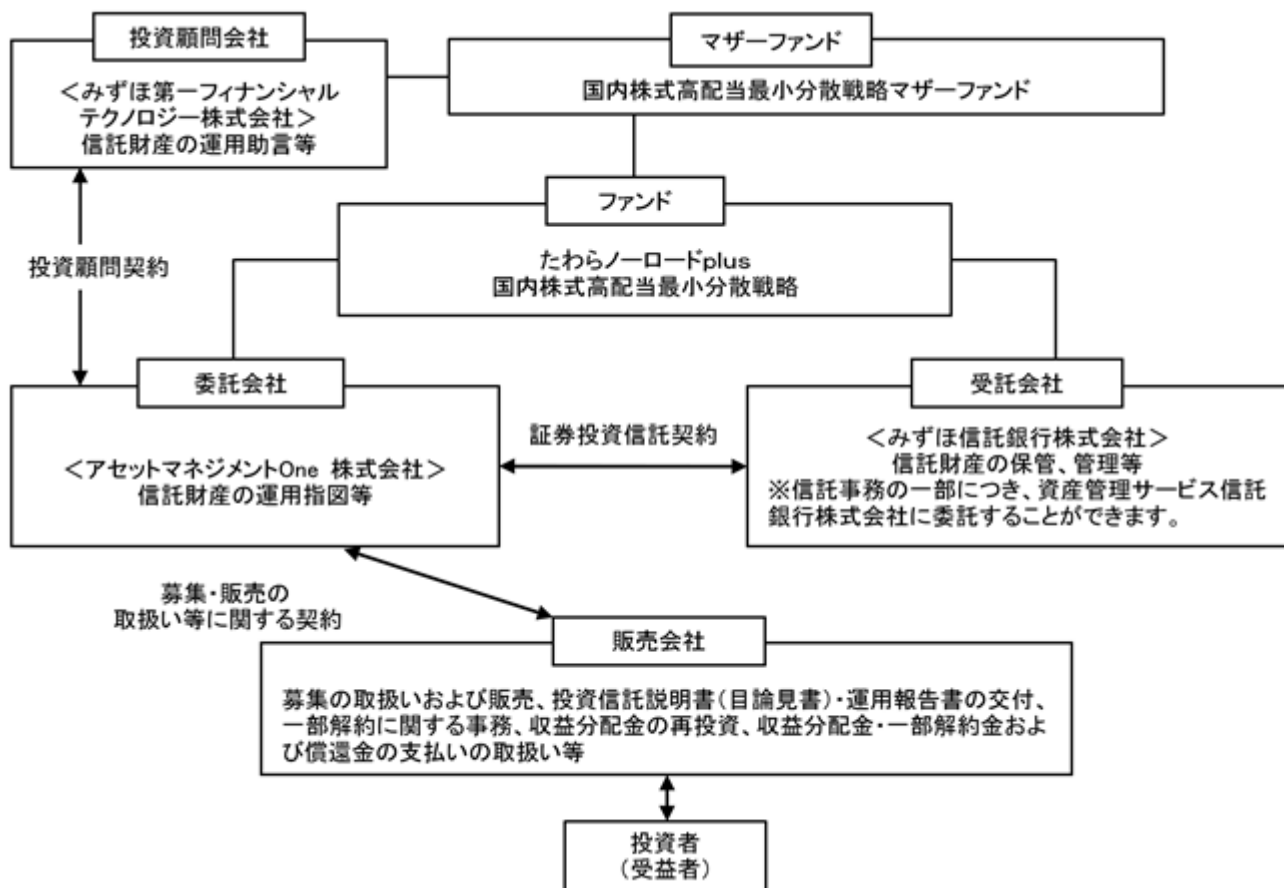 投資顧問会社
<みずほ第一フィナンシャル
テクノロジー株式会社>
信託財産の運用助言等
マザーファンド
国内株式高配当最小分散戦略マザーファンド
ファンド
たわらノーロードplus
国内株式高配当最小分散戦略
投資顧問契約
委託会社
<アセットマネジメントOne 株式会社>
信託財産の運用指図等
証券投資信託契約
受託会社
<みずほ信託銀行株式会社>
信託財産の保管、管理等
※信託事務の一部につき、資産管理サービス信託
銀行株式会社に委託することができます。
募集・販売の
取扱い等に関する契約
販売会社
募集の取扱いおよび販売、投資信託説明書(目論見書)・運用報告書の交付、
一部解約に関する事務、収益分配金の再投資、収益分配金・一部解約金およ
び償還金の支払いの取扱い等
投資者
(受益者)